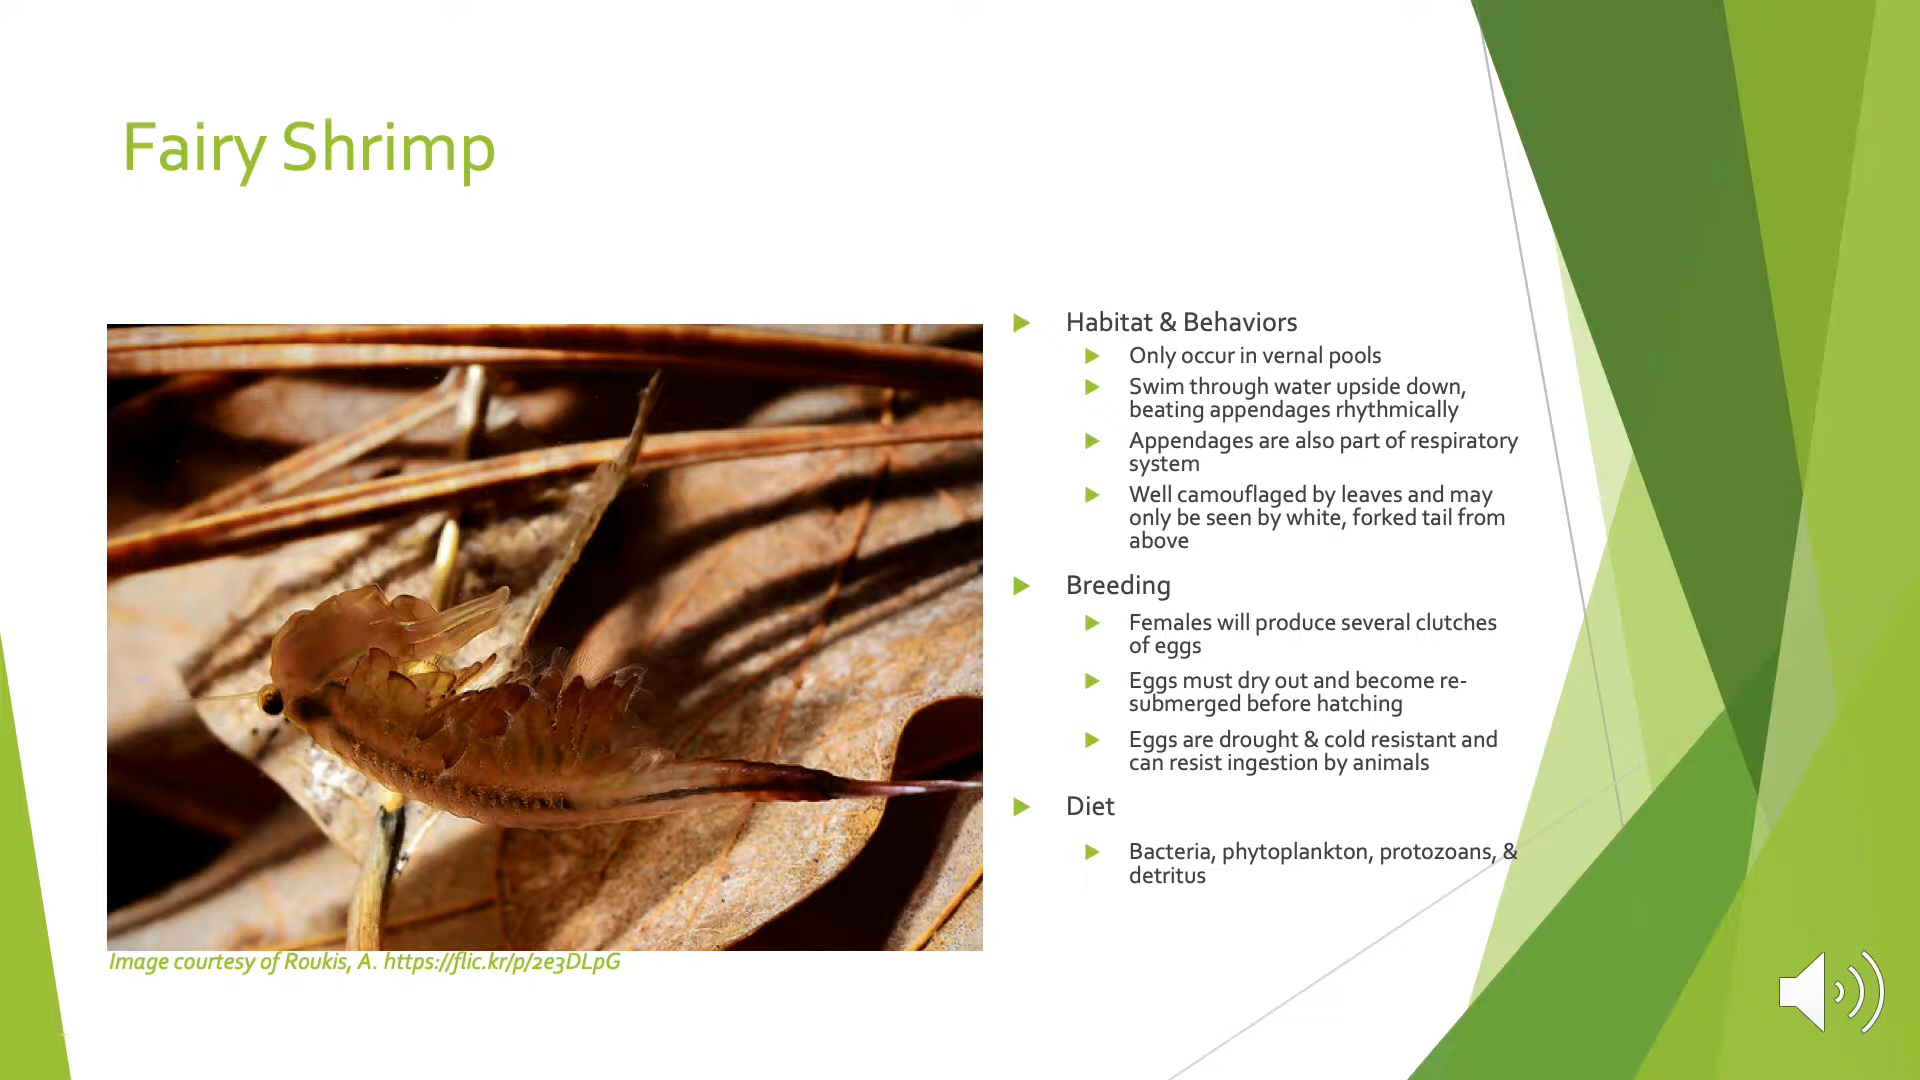 Fairy Shrimp
Habitat & Behaviors
Only occur in vernal pools
Swim through water upside down,
beating appendages rhythmically
Appendages are also part of respiratory
system
Well camouflaged by leaves and may
only be seen by white, forked tail from
above
Breeding
Females will produce several clutches
of eggs
Eggs must dry out and become re-
submerged before hatching
Eggs are drought & cold resistant and
can resist ingestion by animals
Diet
Bacteria, phytoplankton, protozoans, &
detritus
Image courtesy of Roukis, A. https://flic.kr/p/2e3DLpG